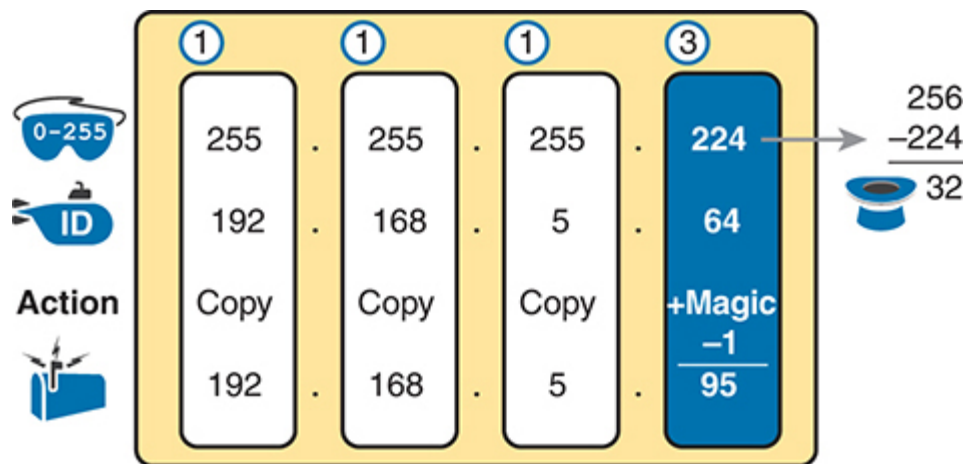 1 1 1 3
256
0-255 255 . 255 . 255 . 224 –224
32
ID 192 . 168 . 5 . 64
Action Copy Copy Copy +Magic
–1
192 . 168 . 5 . 95